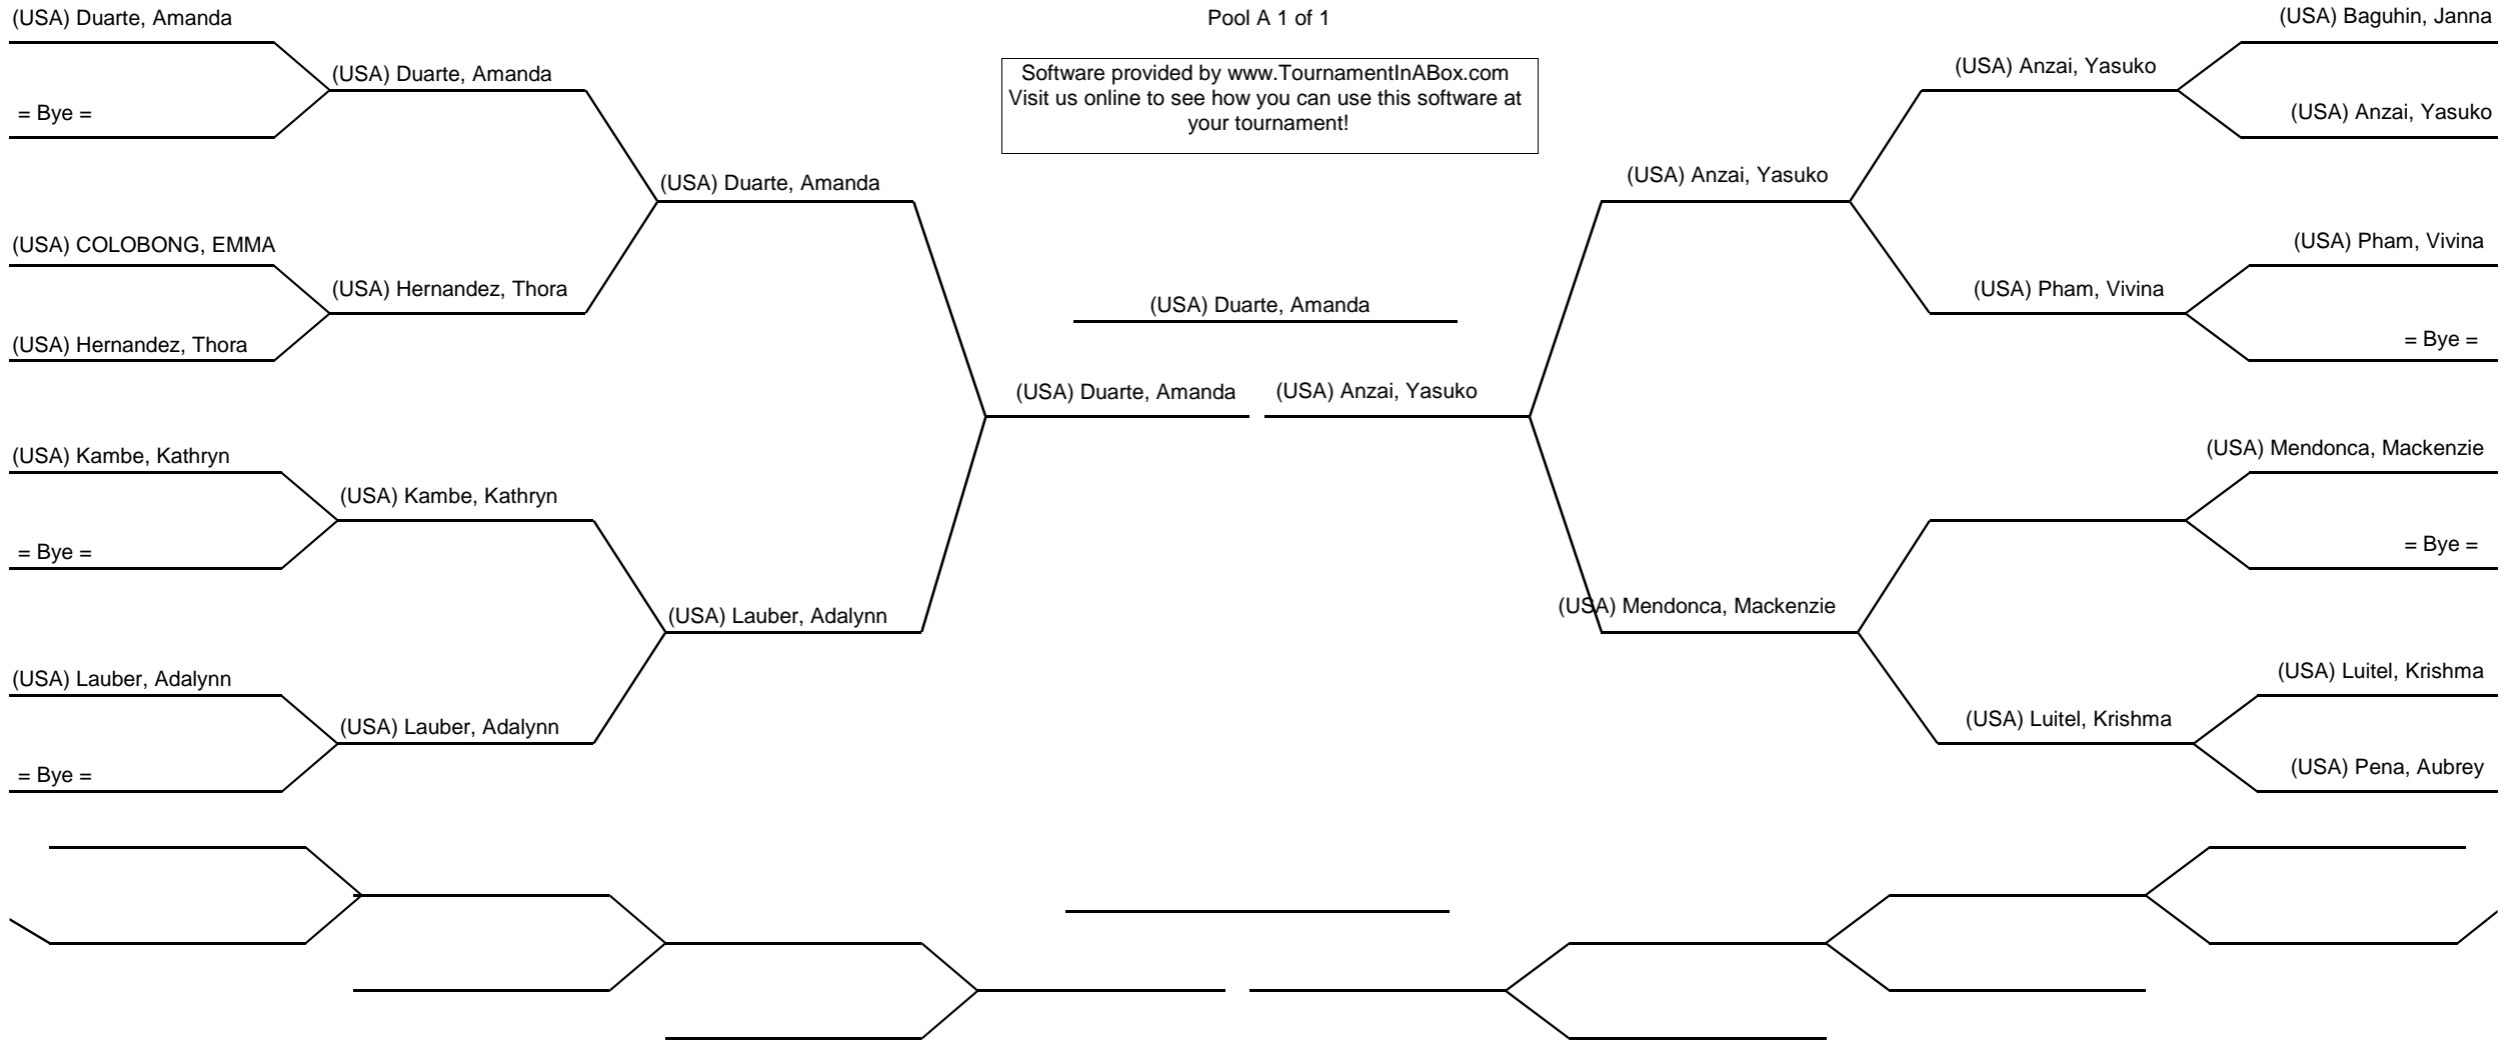 (USA) Duarte, Amanda
= Bye =
(USA) COLOBONG, EMMA
(USA) Hernandez, Thora
(USA) Kambe, Kathryn
= Bye =
(USA) Lauber, Adalynn
= Bye =
(USA) Duarte, Amanda
(USA) Hernandez, Thora
(USA) Kambe, Kathryn
(USA) Lauber, Adalynn
(USA) Duarte, Amanda
(USA) Lauber, Adalynn
Pool A 1 of 1
Software provided by www.TournamentInABox.com
Visit us online to see how you can use this software at
your tournament!
(USA) Duarte, Amanda
(USA) Duarte, Amanda
(USA) Anzai, Yasuko
(USA) Anzai, Yasuko
(USA) Mendonca, Mackenzie
(USA) Anzai, Yasuko
(USA) Pham, Vivina
(USA) Luitel, Krishma
(USA) Baguhin, Janna
(USA) Anzai, Yasuko
(USA) Pham, Vivina
= Bye =
(USA) Mendonca, Mackenzie
= Bye =
(USA) Luitel, Krishma
(USA) Pena, Aubrey